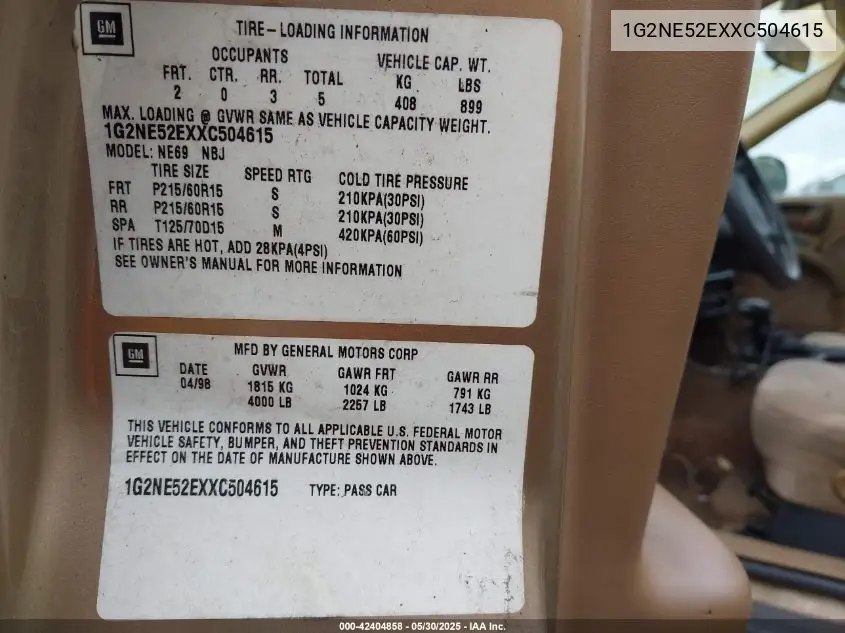 1G2NE52EXXC504615
GM
TIRE-LOADING INFORMATION
OCCUPANTS VEHICLE CAP. WT.
FRT. CTR. RR. TOTAL KG LBS
2 0 3 5 408 899
MAX. LOADING @ GVWR SAME AS VEHICLE CAPACITY WEIGHT.
1G2NE52EXXC504615
MODEL: NE69 NBJ
TIRE SIZE SPEED RTG COLD TIRE PRESSURE
FRT P215/60R15 S 210KPA(30PSI)
RR P215/60R15 S 210KPA(30PSI)
SPA T125/70D15 M 420KPA(60PSI)
IF TIRES ARE HOT, ADD 28KPA(4PSI)
SEE OWNER'S MANUAL FOR MORE INFORMATION
GM
MFD BY GENERAL MOTORS CORP
DATE GVWR GAWR FRT GAWR RR
04/98 1815 KG 1024 KG 791 KG
4000 LB 2257 LB 1743 LB
THIS VEHICLE CONFORMS TO ALL APPLICABLE U.S. FEDERAL MOTOR
VEHICLE SAFETY, BUMPER, AND THEFT PREVENTION STANDARDS IN
EFFECT ON THE DATE OF MANUFACTURE SHOWN ABOVE.
1G2NE52EXXC504615 TYPE: PASS CAR
000-42404858 - 05/30/2025 - IAA Inc.